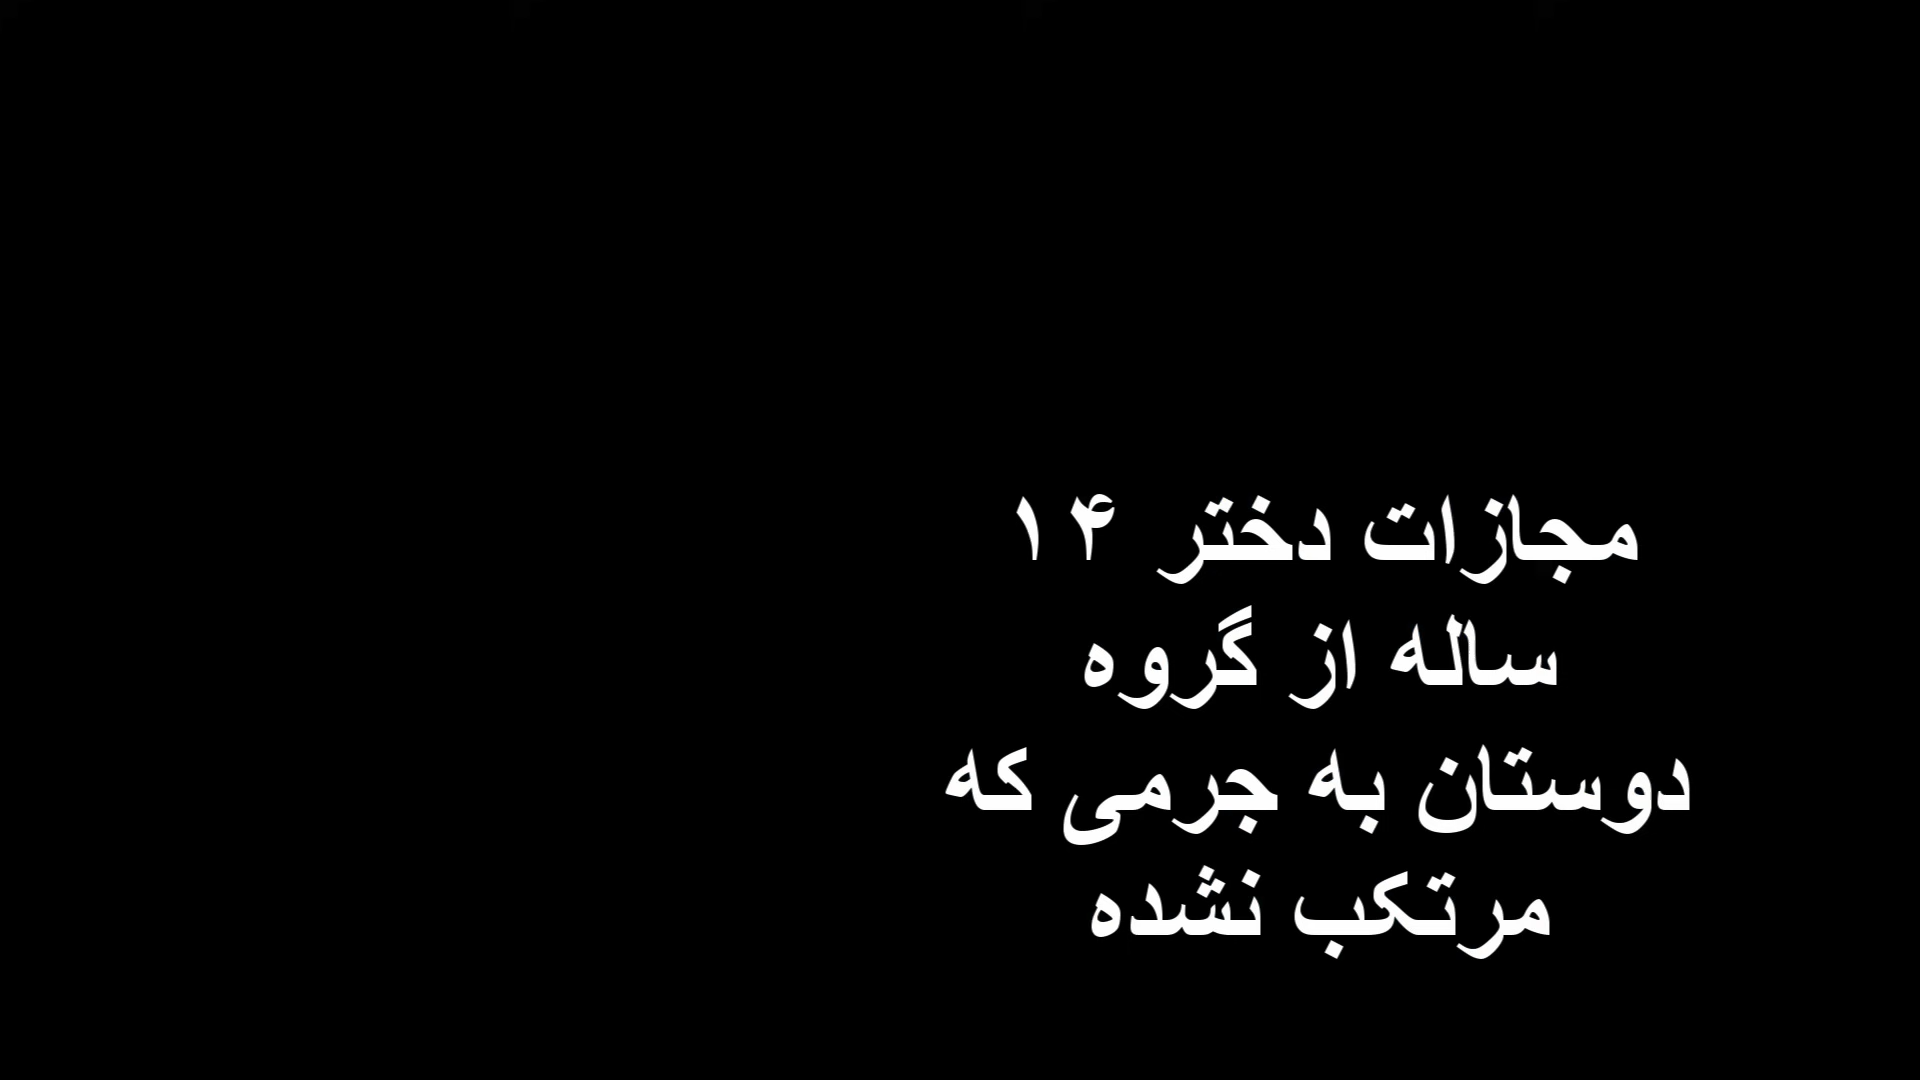 مجازات دختر ۱۴
ساله از گروه
دوستان به جرمی که
مرتکب نشده